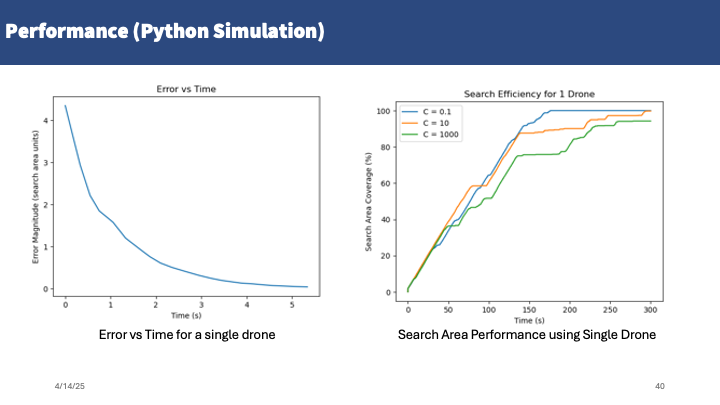 Performance (Python Simulation)
Error vs Time
Error Magnitude (search area units)
4
3
2
1
0
0 1 2 3 4 5
Time (s)
Error vs Time for a single drone
Search Efficiency for 1 Drone
Search Area Coverage (%)
100
80
60
40
20
0
C = 0.1
C = 10
C = 1000
0 50 100 150 200 250 300
Time (s)
Search Area Performance using Single Drone
4/14/25
40